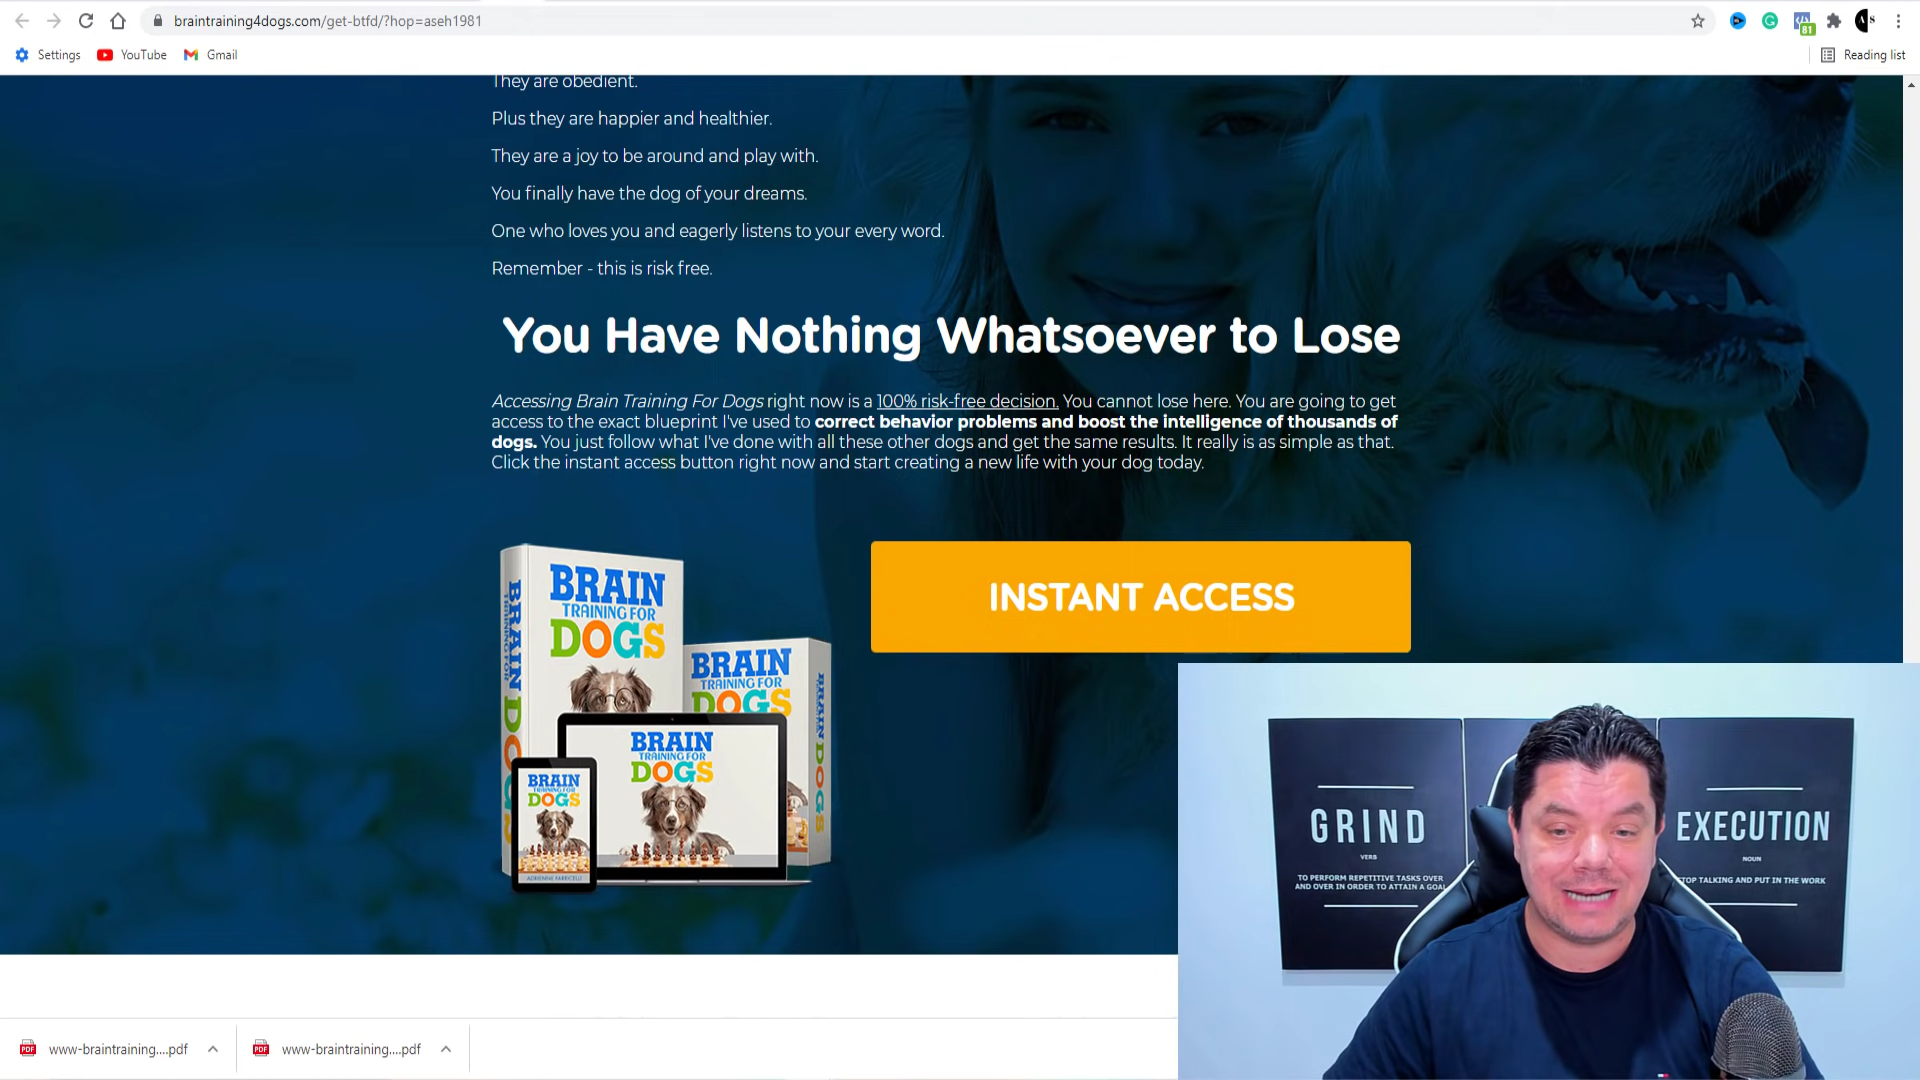 braintraining4dogs.com/get-btfd/?hop=aseh1981
81
A S
Settings
YouTube
Gmail
Reading list
They are obedient.
Plus they are happier and healthier.
They are a joy to be around and play with.
You finally have the dog of your dreams.
One who loves you and eagerly listens to your every word.
Remember - this is risk free.
You Have Nothing Whatsoever to Lose
Accessing Brain Training For Dogs right now is a 100% risk-free decision. You cannot lose here. You are going to get
access to the exact blueprint I've used to correct behavior problems and boost the intelligence of thousands of
dogs. You just follow what I've done with all these other dogs and get the same results. It really is as simple as that.
Click the instant access button right now and start creating a new life with your dog today.
INSTANT ACCESS
BRAIN
TRAINING FOR
DOGS
BRAIN
TRAINING FOR
DOGS
BRAIN
TRAINING FOR
DOGS
BRAIN
TRAINING FOR
DOGS
ADRIENNE FARRICELLI
BRAIN DOGS
GRIND
VERB
TO PERFORM REPETITIVE TASKS OVER
AND OVER IN ORDER TO ATTAIN A GOAL
EXECUTION
NOUN
STOP TALKING AND PUT IN THE WORK
PDF
www-braintraining....pdf
PDF
www-braintraining....pdf